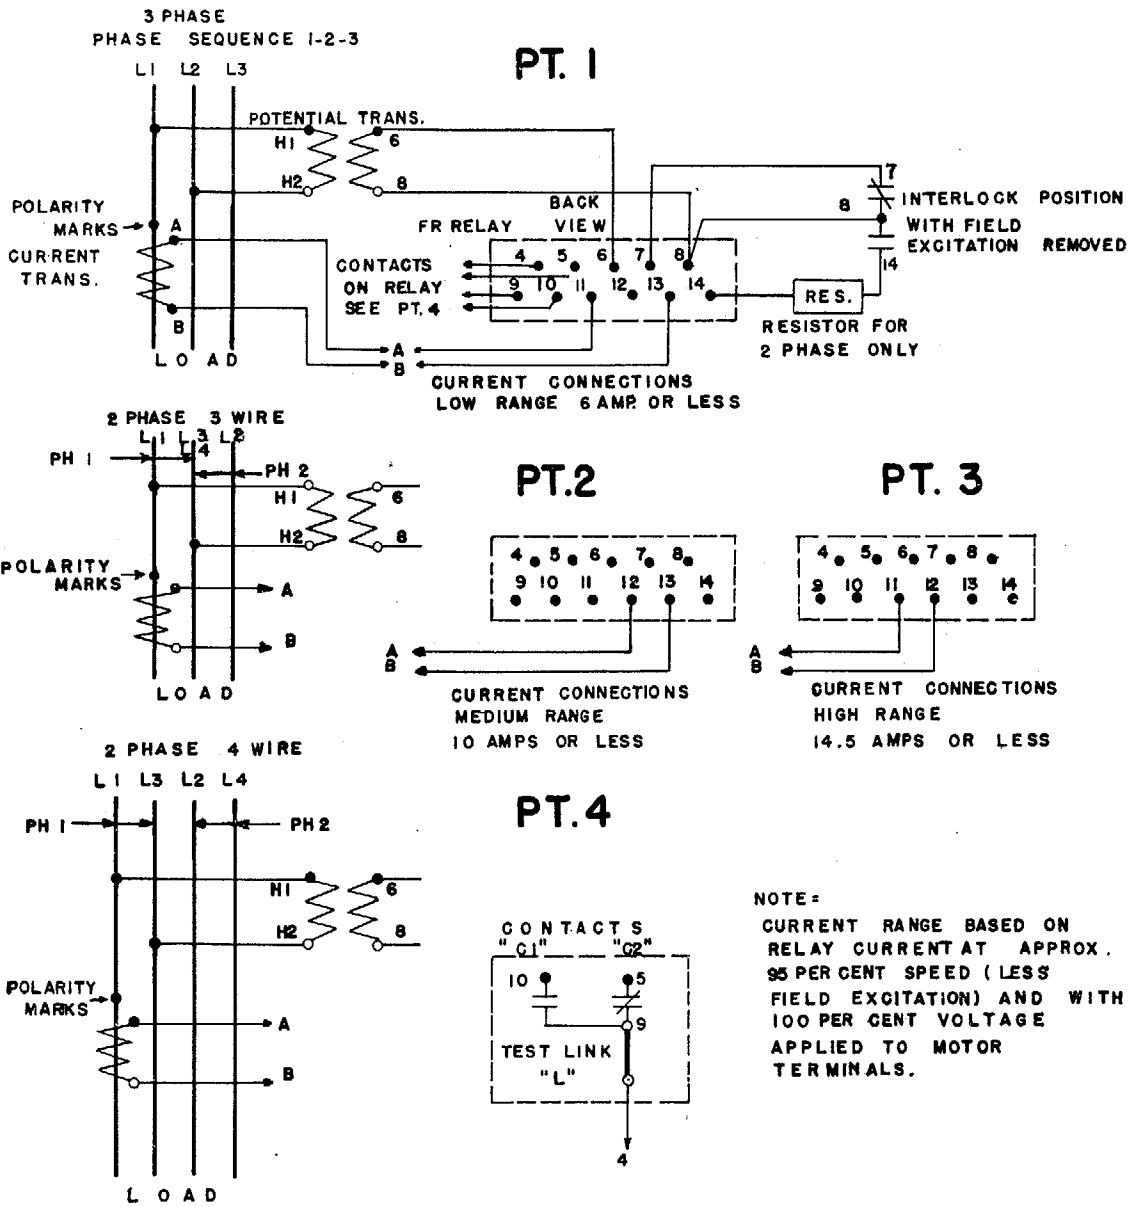 3 PHASE
PHASE SEQUENCE 1-2-3
L1 L2 L3
PT. 1
POTENTIAL TRANS.
H1 6
H2 8
7
8
14
INTERLOCK POSITION
WITH FIELD
EXCITATION REMOVED
POLARITY
MARKS
A
CURRENT
TRANS.
B
LOAD
BACK
FR RELAY VIEW
4 5 6 7 8
9 10 11 12 13 14
CONTACTS
ON RELAY
SEE PT. 4
RES.
RESISTOR FOR
2 PHASE ONLY
A
B
CURRENT CONNECTIONS
LOW RANGE 6 AMP. OR LESS
2 PHASE 3 WIRE
L1 L3 L2
L4
PH 1
PH 2
H1 6
H2 8
POLARITY
MARKS
A
B
LOAD
PT.2
4 5 6 7 8
9 10 11 12 13 14
A
B
CURRENT CONNECTIONS
MEDIUM RANGE
10 AMPS OR LESS
PT. 3
4 5 6 7 8
9 10 11 12 13 14
A
B
CURRENT CONNECTIONS
HIGH RANGE
14.5 AMPS OR LESS
2 PHASE 4 WIRE
L1 L3 L2 L4
PH 1
PH 2
H1 6
H2 8
POLARITY
MARKS
A
B
LOAD
PT.4
CONTACTS
"C1" "C2"
10 5
9
TEST LINK
"L"
4
NOTE=
CURRENT RANGE BASED ON
RELAY CURRENT AT APPROX.
95 PER CENT SPEED (LESS
FIELD EXCITATION) AND WITH
100 PER CENT VOLTAGE
APPLIED TO MOTOR
TERMINALS.